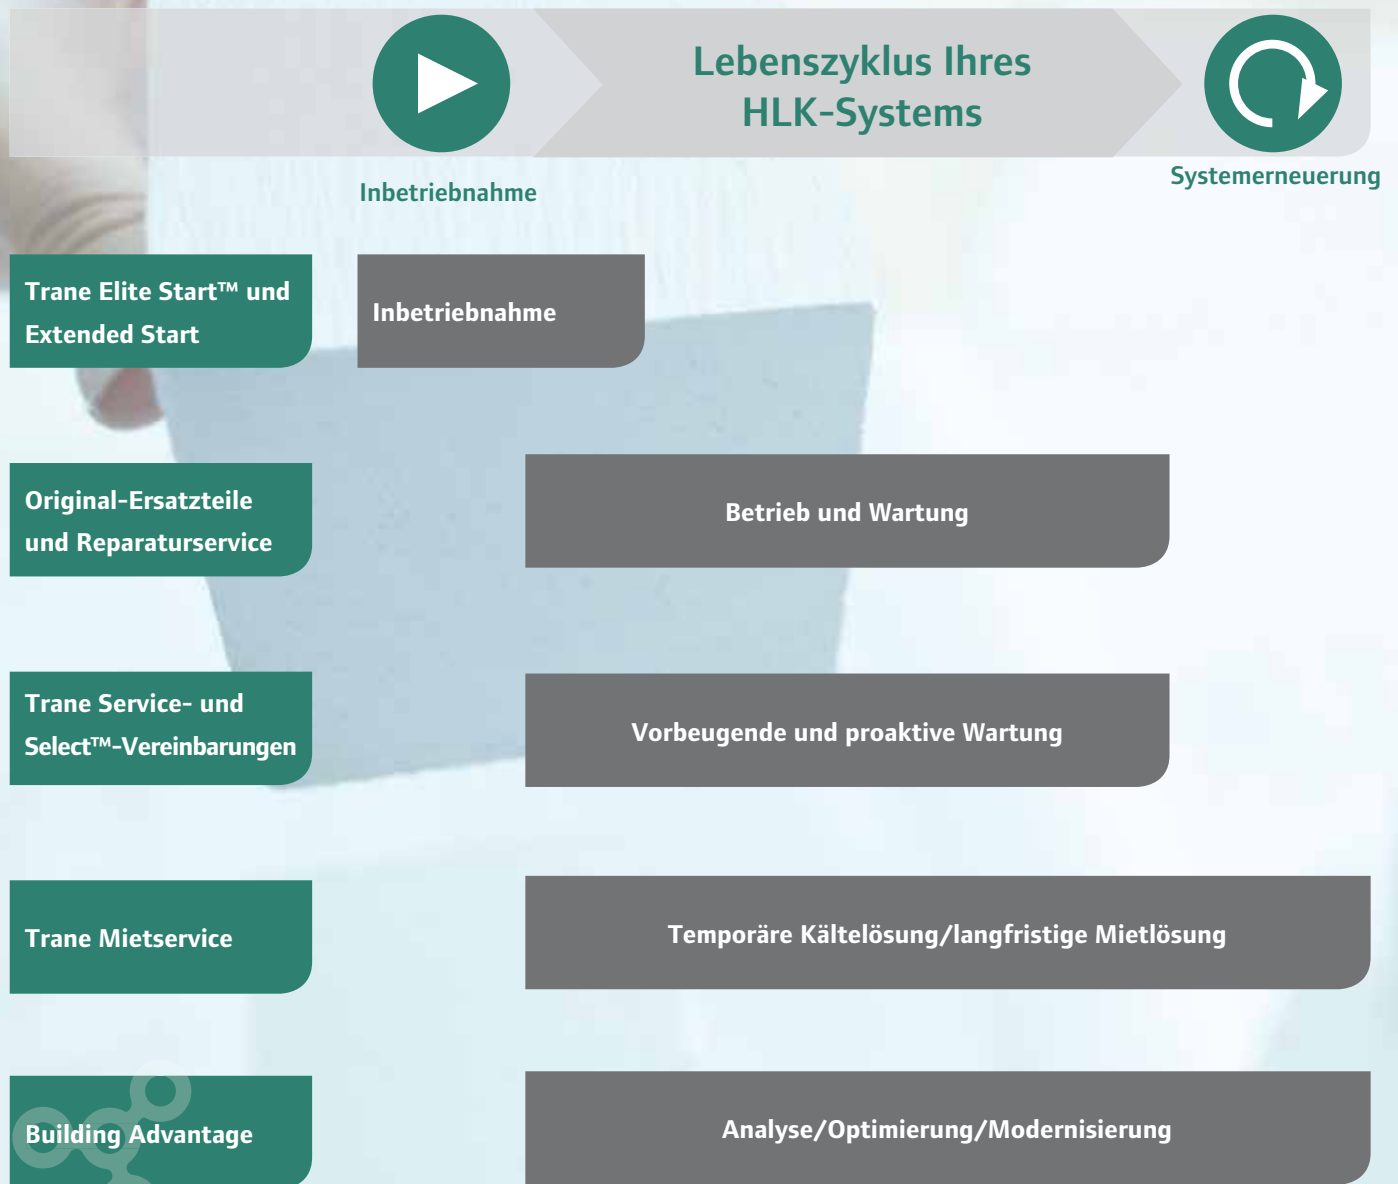 Lebenszyklus Ihres
HLK-Systems
Inbetriebnahme
Systemerneuerung
Trane Elite Start™ und
Extended Start
Inbetriebnahme
Original-Ersatzteile
und Reparaturservice
Betrieb und Wartung
Trane Service- und
Select™-Vereinbarungen
Vorbeugende und proaktive Wartung
Trane Mietservice
Temporäre Kältelösung/langfristige Mietlösung
Building Advantage
Analyse/Optimierung/Modernisierung